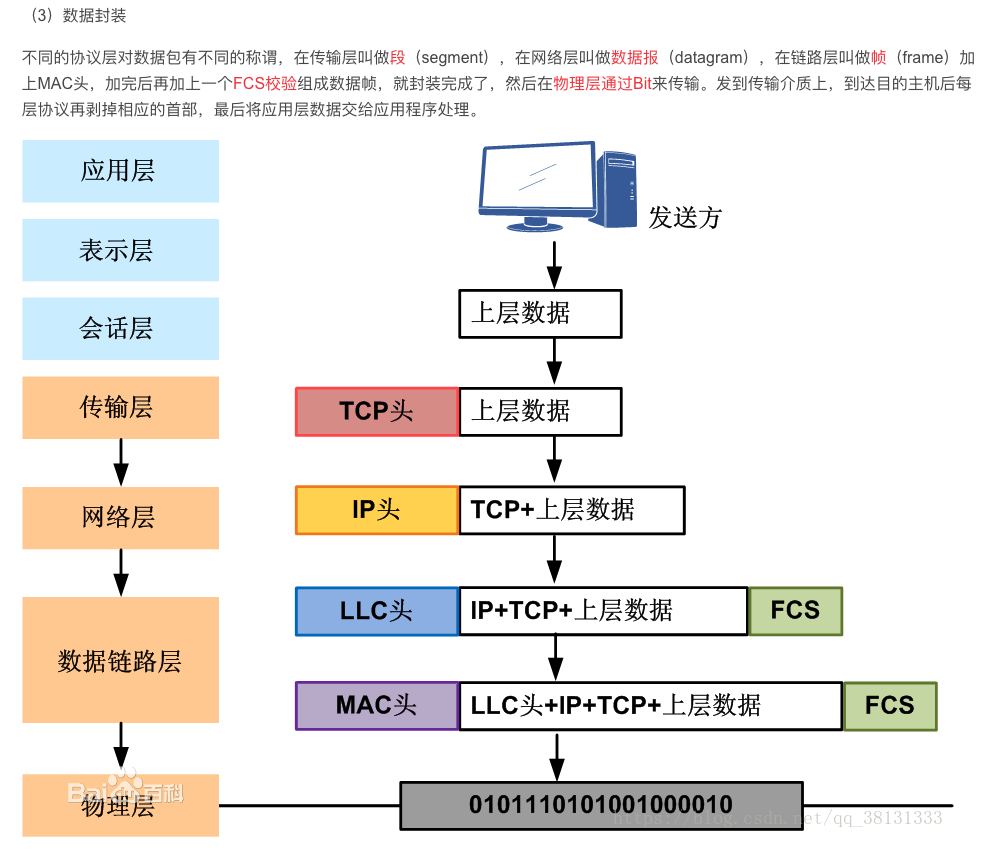 （3）数据封装
不同的协议层对数据包有不同的称谓，在传输层叫做段（segment），在网络层叫做数据报（datagram），在链路层叫做帧（frame）加
上MAC头，加完后再加上一个FCS校验组成数据帧，就封装完成了，然后在物理层通过Bit来传输。发到传输介质上，到达目的主机后每
层协议再剥掉相应的首部，最后将应用层数据交给应用程序处理。
应用层
发送方
表示层
会话层
上层数据
传输层
TCP头
上层数据
网络层
IP头
TCP+上层数据
数据链路层
LLC头
IP+TCP+上层数据
FCS
MAC头
LLC头+IP+TCP+上层数据
FCS
物理层
Bai百科
0101110101001000010
https://blog.csdn.net/qq_38131333